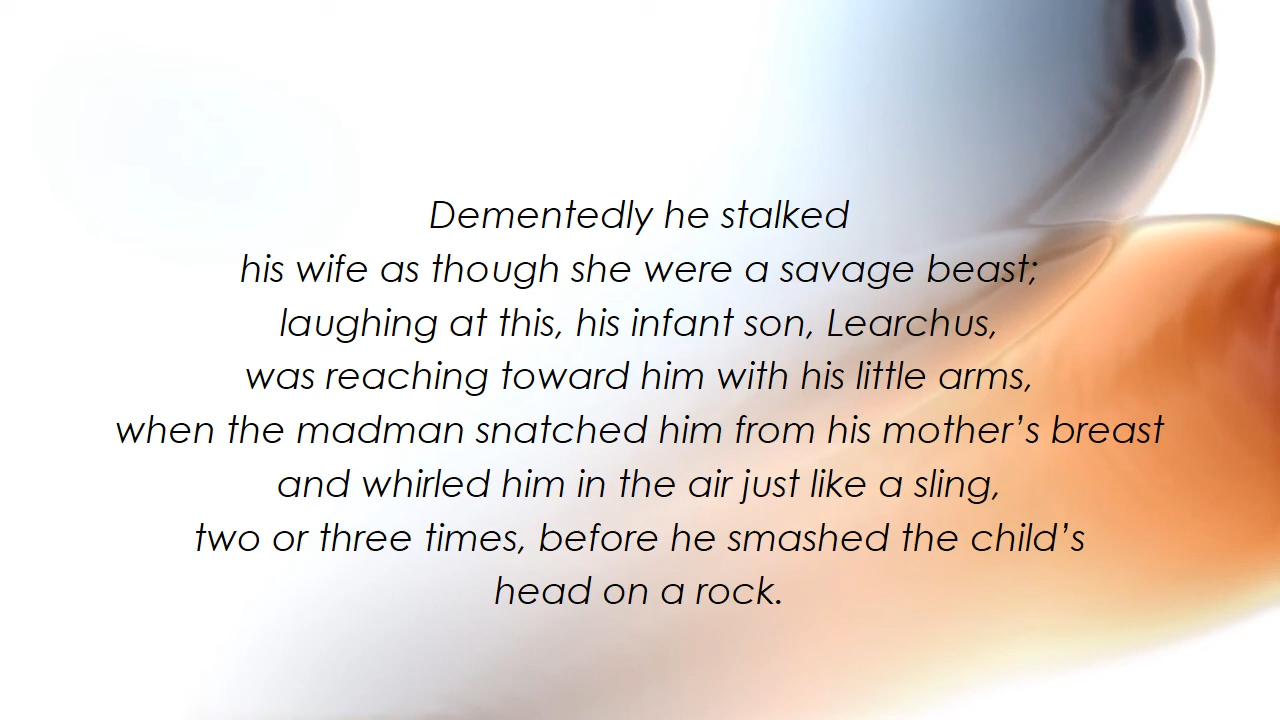 Dementedly he stalked
his wife as though she were a savage beast;
laughing at this, his infant son, Learchus,
was reaching toward him with his little arms,
when the madman snatched him from his mother’s breast
and whirled him in the air just like a sling,
two or three times, before he smashed the child’s
head on a rock.